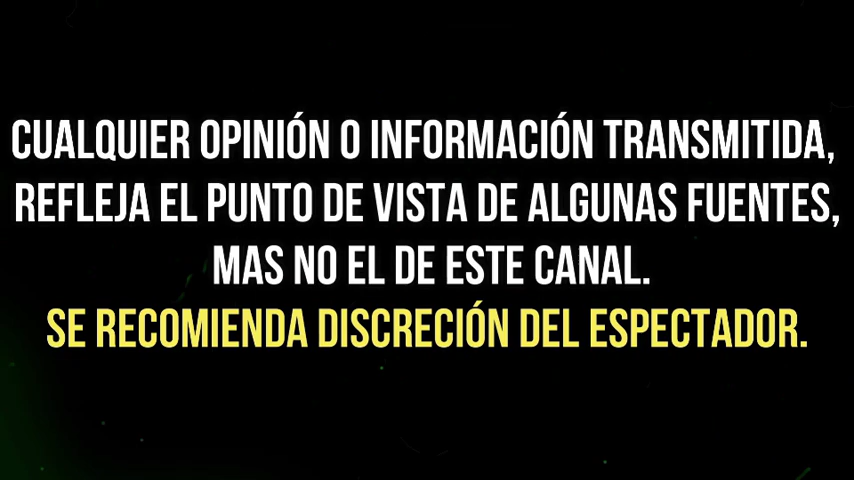 CUALQUIER OPINIÓN O INFORMACIÓN TRANSMITIDA,
REFLEJA EL PUNTO DE VISTA DE ALGUNAS FUENTES,
MAS NO EL DE ESTE CANAL.
SE RECOMIENDA DISCRECIÓN DEL ESPECTADOR.